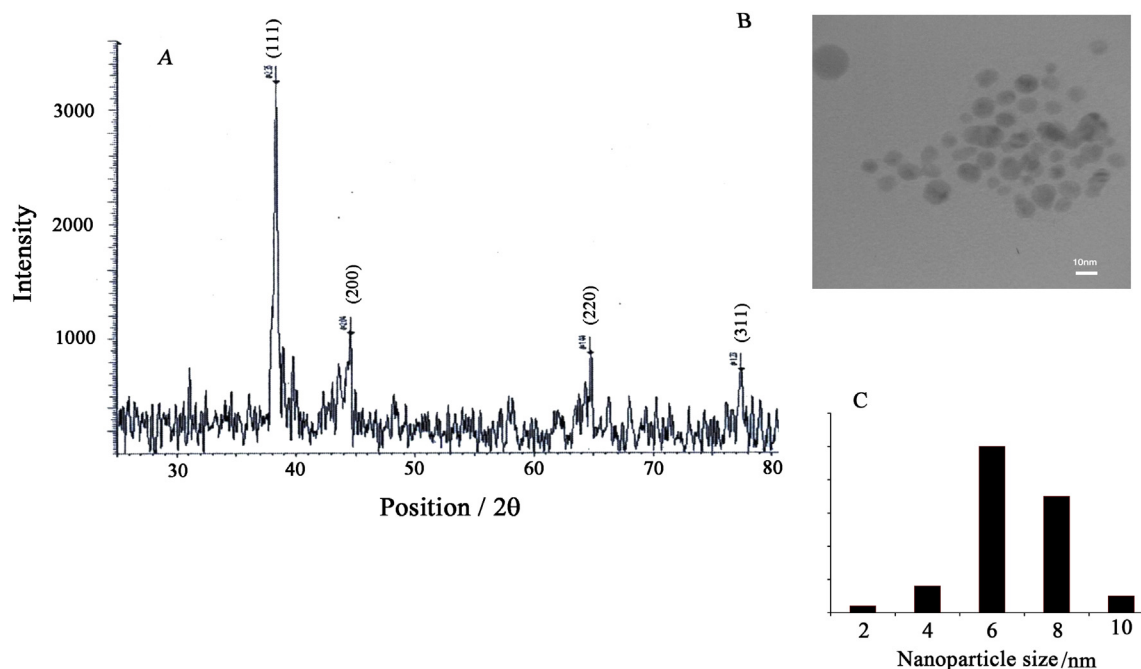 A
B
(111)
3000
2000
1000
Intensity
(200)
(220)
(311)
30
40
50
60
70
80
Position / 2θ
10nm
C
2
4
6
8
10
Nanoparticle size/nm